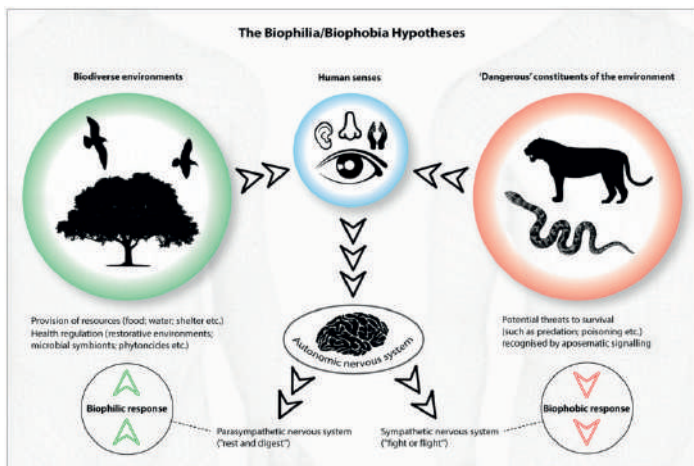 The Biophilia/Biophobia Hypotheses
Biodiverse environments
Human senses
'Dangerous' constituents of the environment
Provision of resources (food; water; shelter etc.)
Health regulation (restorative environments;
microbial symbionts; phytoncides etc.)
Potential threats to survival
(such as predation; poisoning etc.)
recognised by aposematic signalling
Autonomic nervous system
Biophilic response
Parasympathetic nervous system
("rest and digest")
Sympathetic nervous system
("fight or flight")
Biophobic response